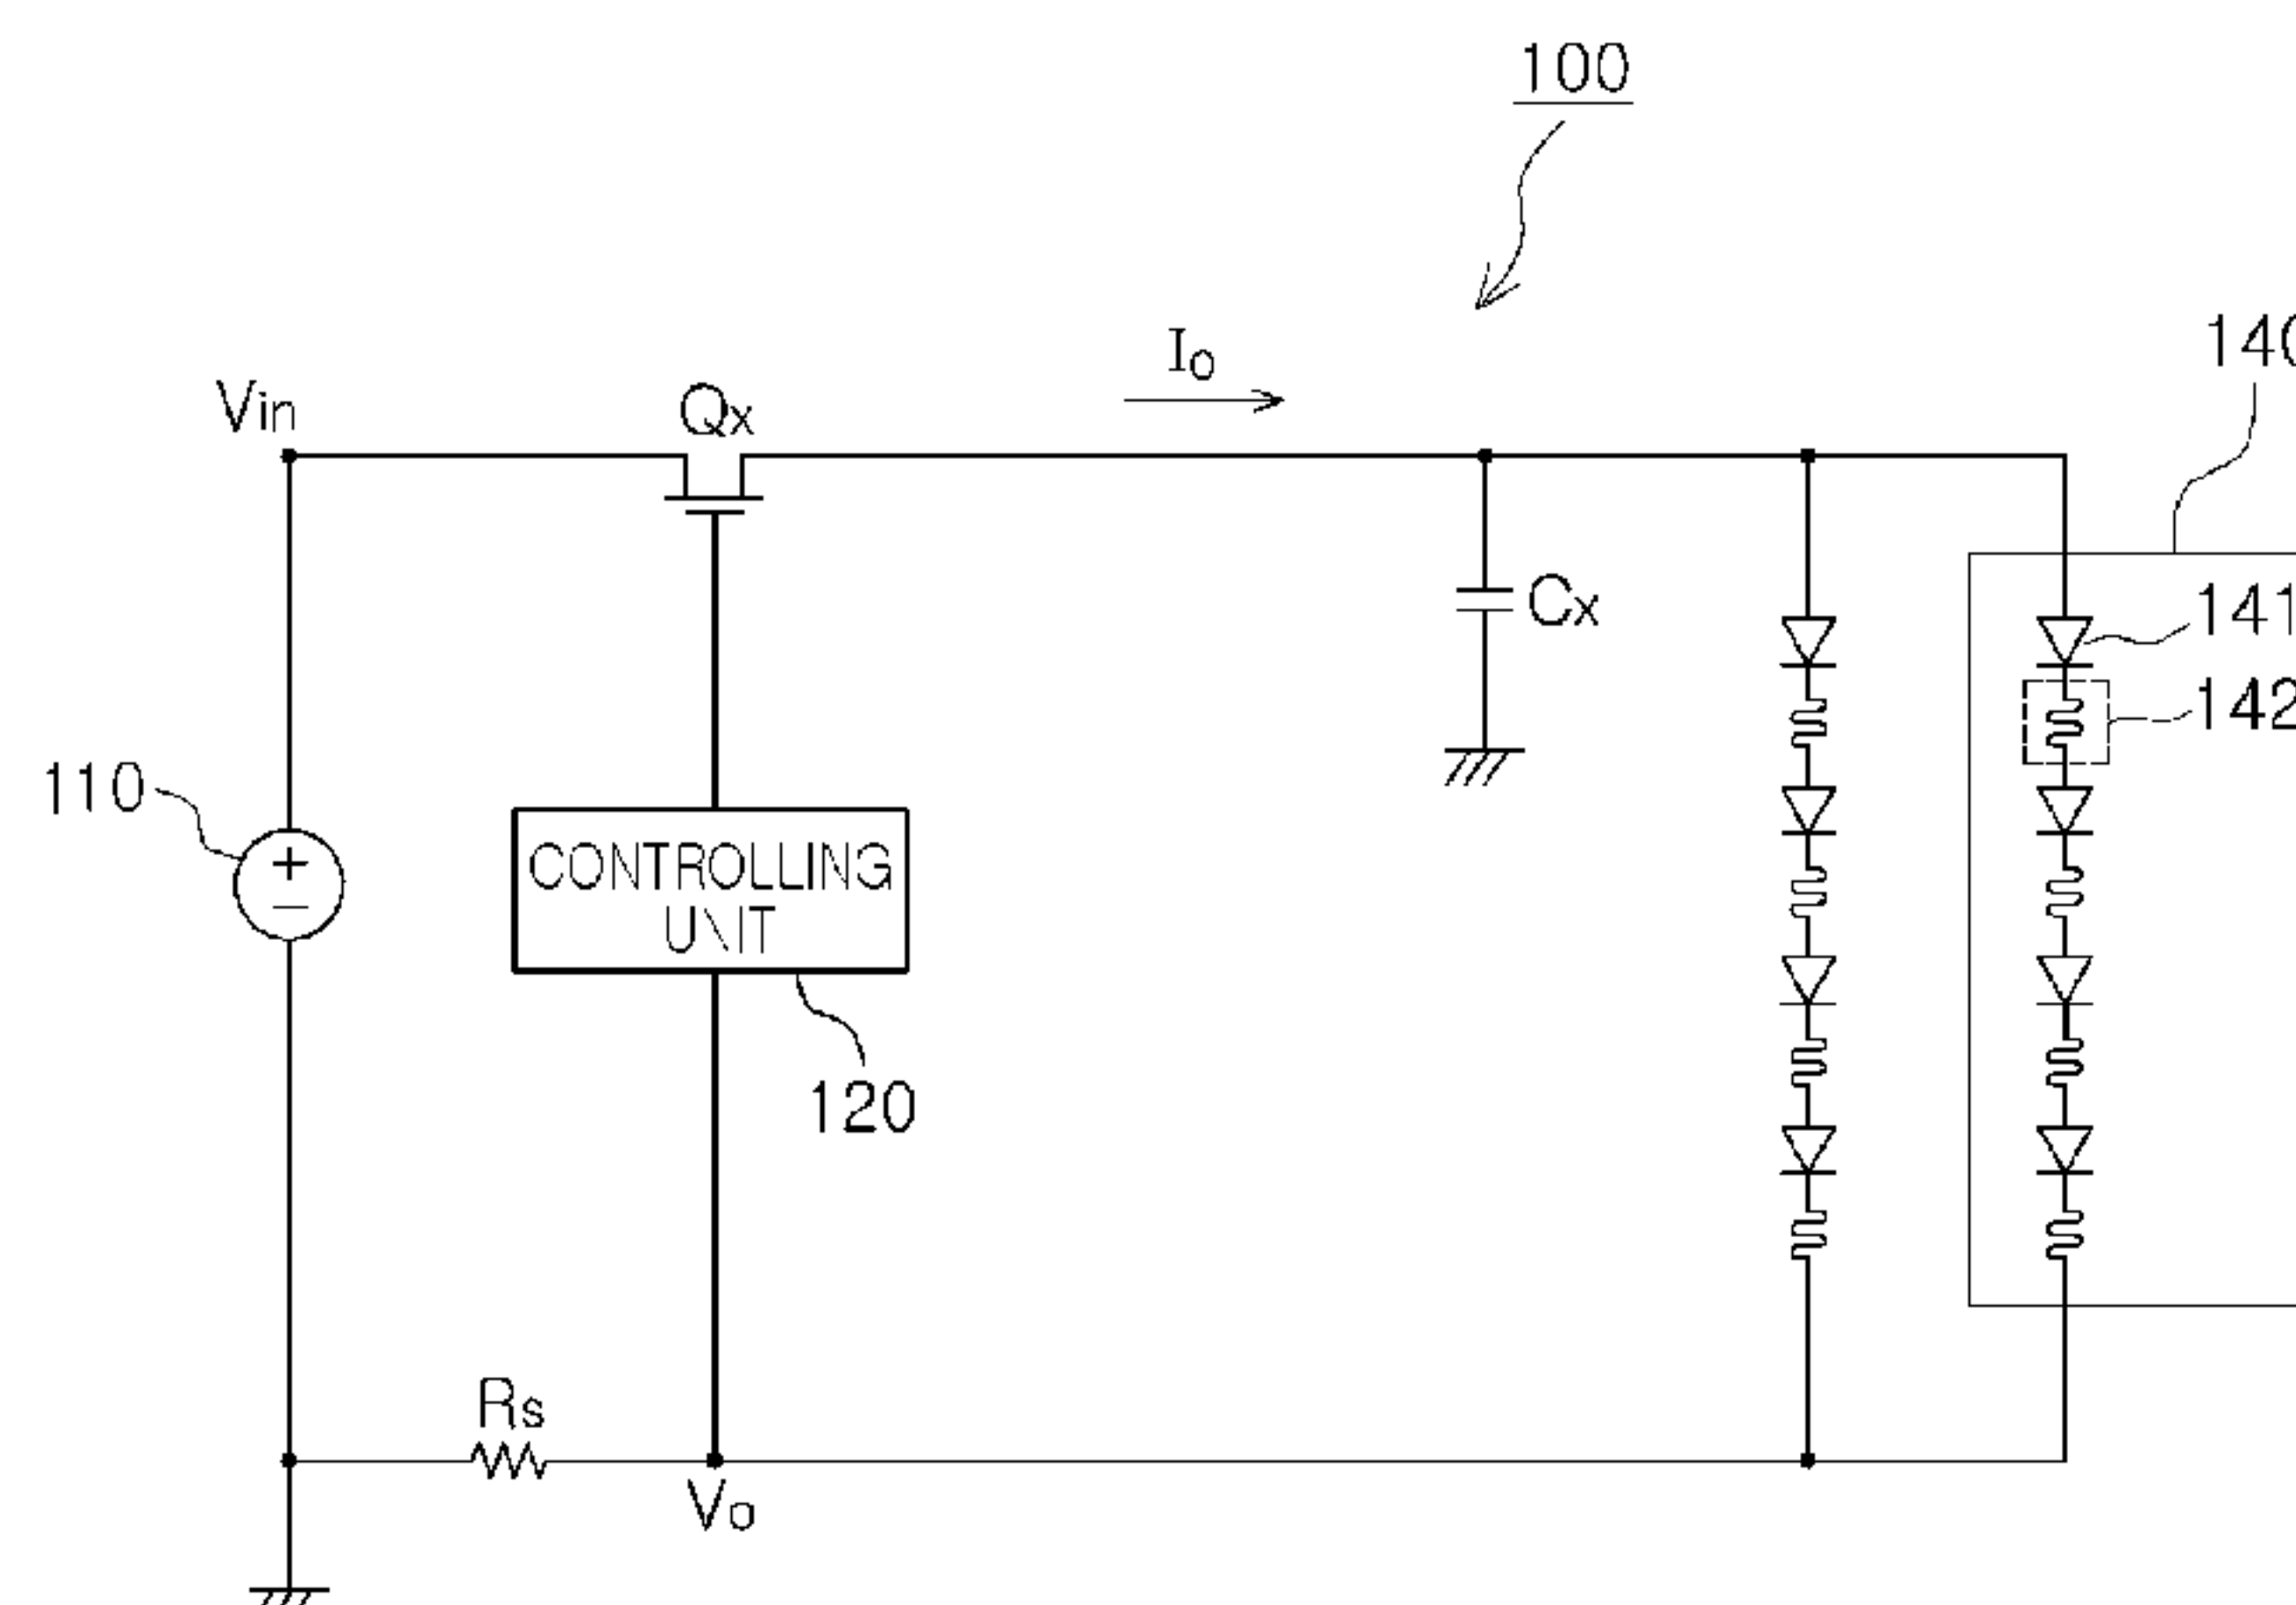 100
140
Io
Vin
Qx
Cx
141
142
110
CONTROLLING
UNIT
120
Rs
Vo